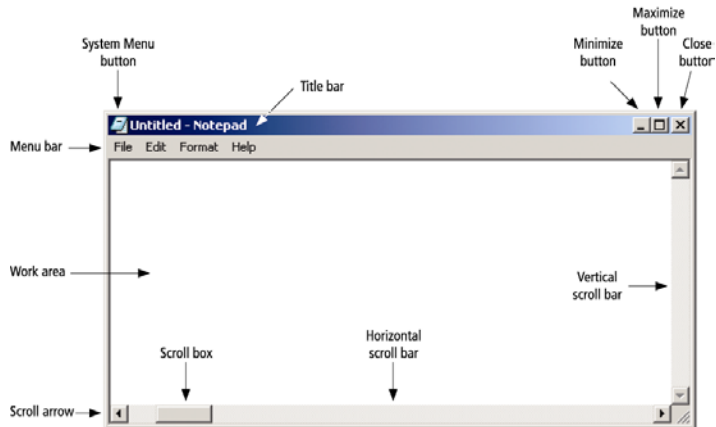 Maximize
button
System Menu
button
Minimize
button
Close
button
Title bar
Untitled - Notepad
Menu bar
File Edit Format Help
Work area
Vertical
scroll bar
Scroll box
Horizontal
scroll bar
Scroll arrow